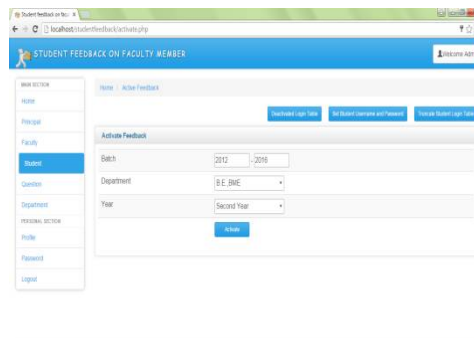 Student feedback on facu
localhost/studentfeedback/activate.php
STUDENT FEEDBACK ON FACULTY MEMBER
Welcome Adm
MAIN SECTION
Home
Principal
Faculty
Student
Question
Department
PERSONAL SECTION
Profile
Password
Logout
Home / Active Feedback
Deactivated Login Table
Set Student Username and Password
Truncate Student Login Table
Activate Feedback
Batch
2012 - 2016
Department
B.E.,BME
Year
Second Year
Activate